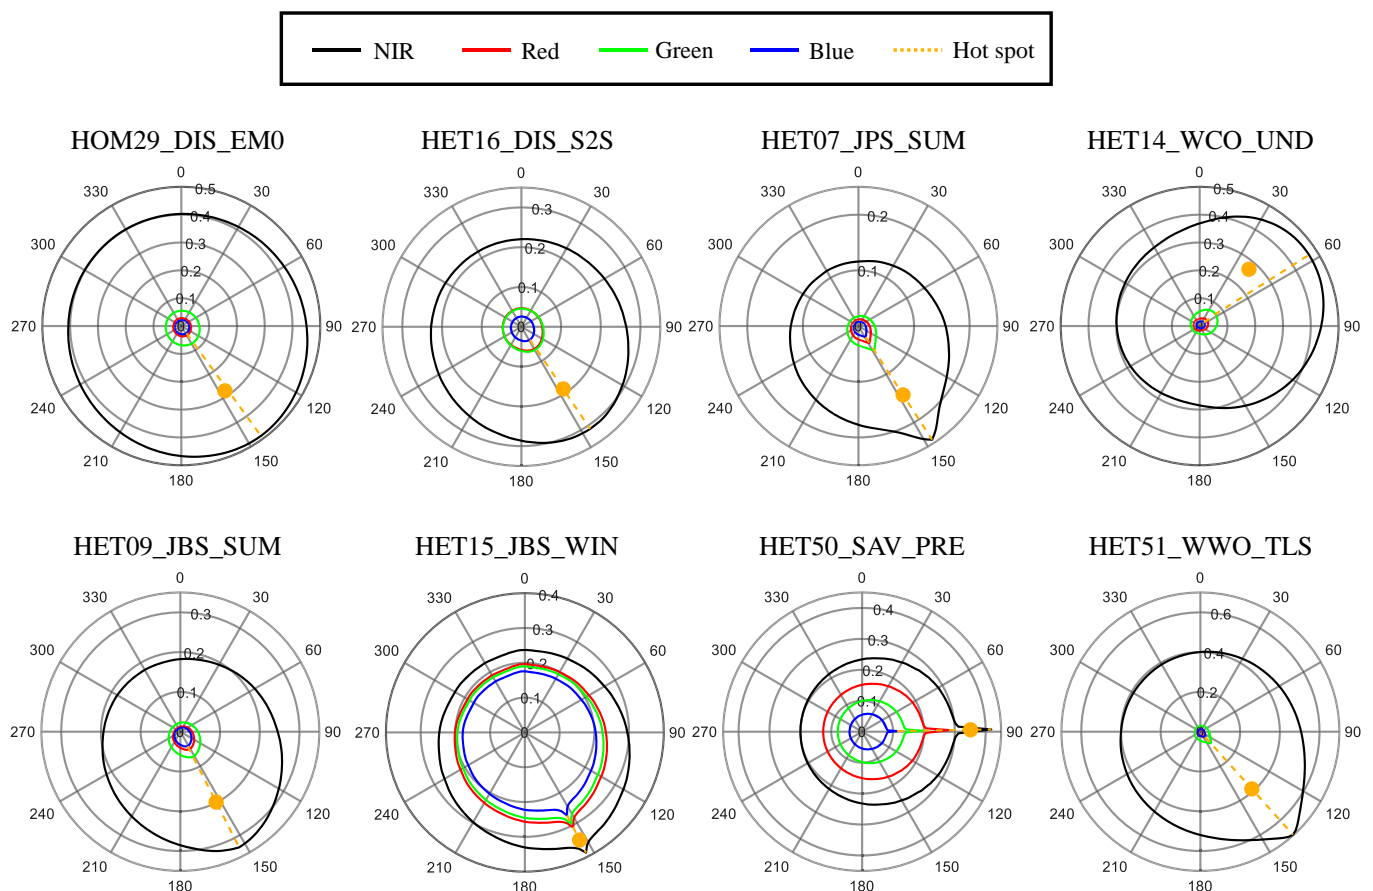 NIR Red Green Blue Hot spot
HOM29_DIS_EM0 HET16_DIS_S2S HET07_JPS_SUM HET14_WCO_UND
0 0 0 0
330 0.5 30 330 0.3 30 330 0.2 30 330 0.5 30
0.4 0.4
300 0.3 60 300 0.2 60 300 60 300 0.3 60
0.2 0.1 0.1 0.2
0.1 0.1
270 0 90 270 0 90 270 0 90 270 0 90
240 120 240 120 240 120 240 120
210 150 210 150 210 150 210 150
180 180 180 180
HET09_JBS_SUM HET15_JBS_WIN HET50_SAV_PRE HET51_WWO_TLS
0 0 0 0
330 0.3 30 330 0.4 30 330 0.4 30 330 0.6 30
0.3 0.3
300 0.2 60 300 0.2 60 300 0.2 60 300 0.4 60
0.1 0.1 0.1 0.2
270 0 90 270 0 90 270 0 90 270 0 90
240 120 240 120 240 120 240 120
210 150 210 150 210 150 210 150
180 180 180 180